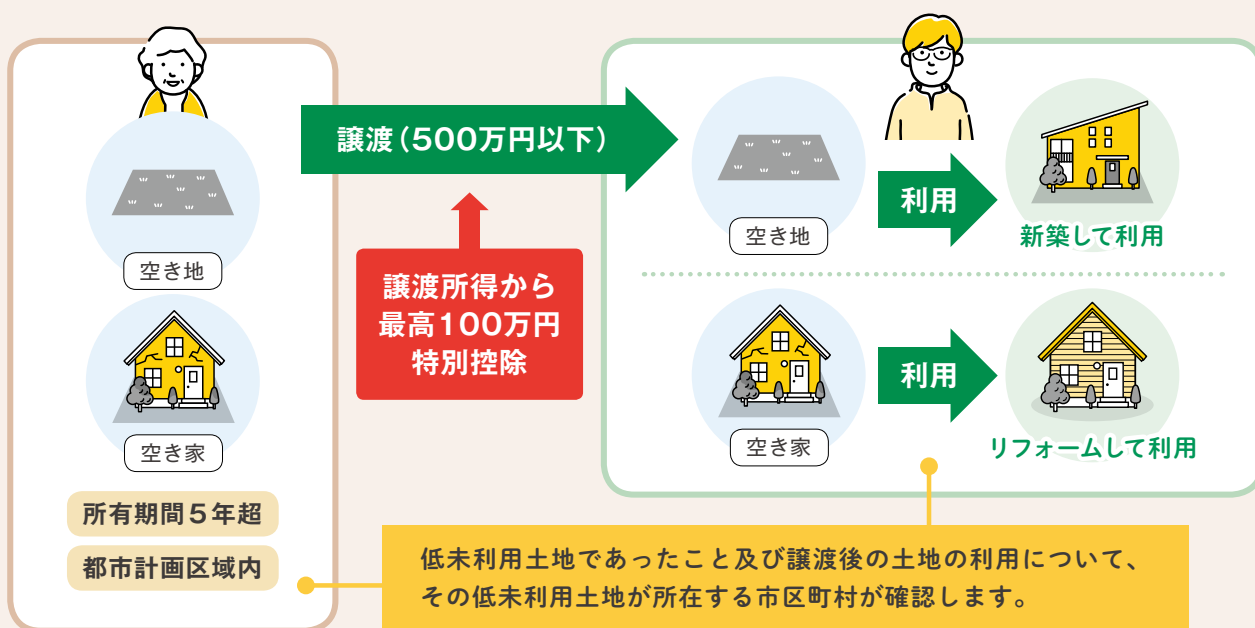 空き地
空き家
所有期間5年超
都市計画区域内
譲渡（500万円以下）
譲渡所得から
最高100万円
特別控除
空き地
利用
新築して利用
空き家
利用
リフォームして利用
低未利用土地であったこと及び譲渡後の土地の利用について、
その低未利用土地が所在する市区町村が確認します。